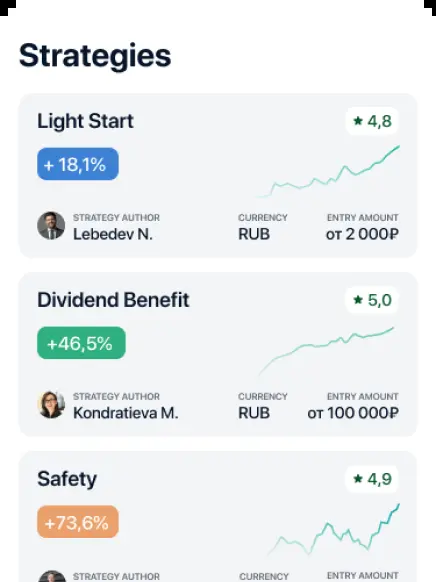 Strategies
Light Start
★ 4,8
+ 18,1%
STRATEGY AUTHOR
Lebedev N.
CURRENCY
RUB
ENTRY AMOUNT
от 2 000₽
Dividend Benefit
★ 5,0
+46,5%
STRATEGY AUTHOR
Kondratieva M.
CURRENCY
RUB
ENTRY AMOUNT
от 100 000₽
Safety
★ 4,9
+73,6%
STRATEGY AUTHOR
CURRENCY
ENTRY AMOUNT